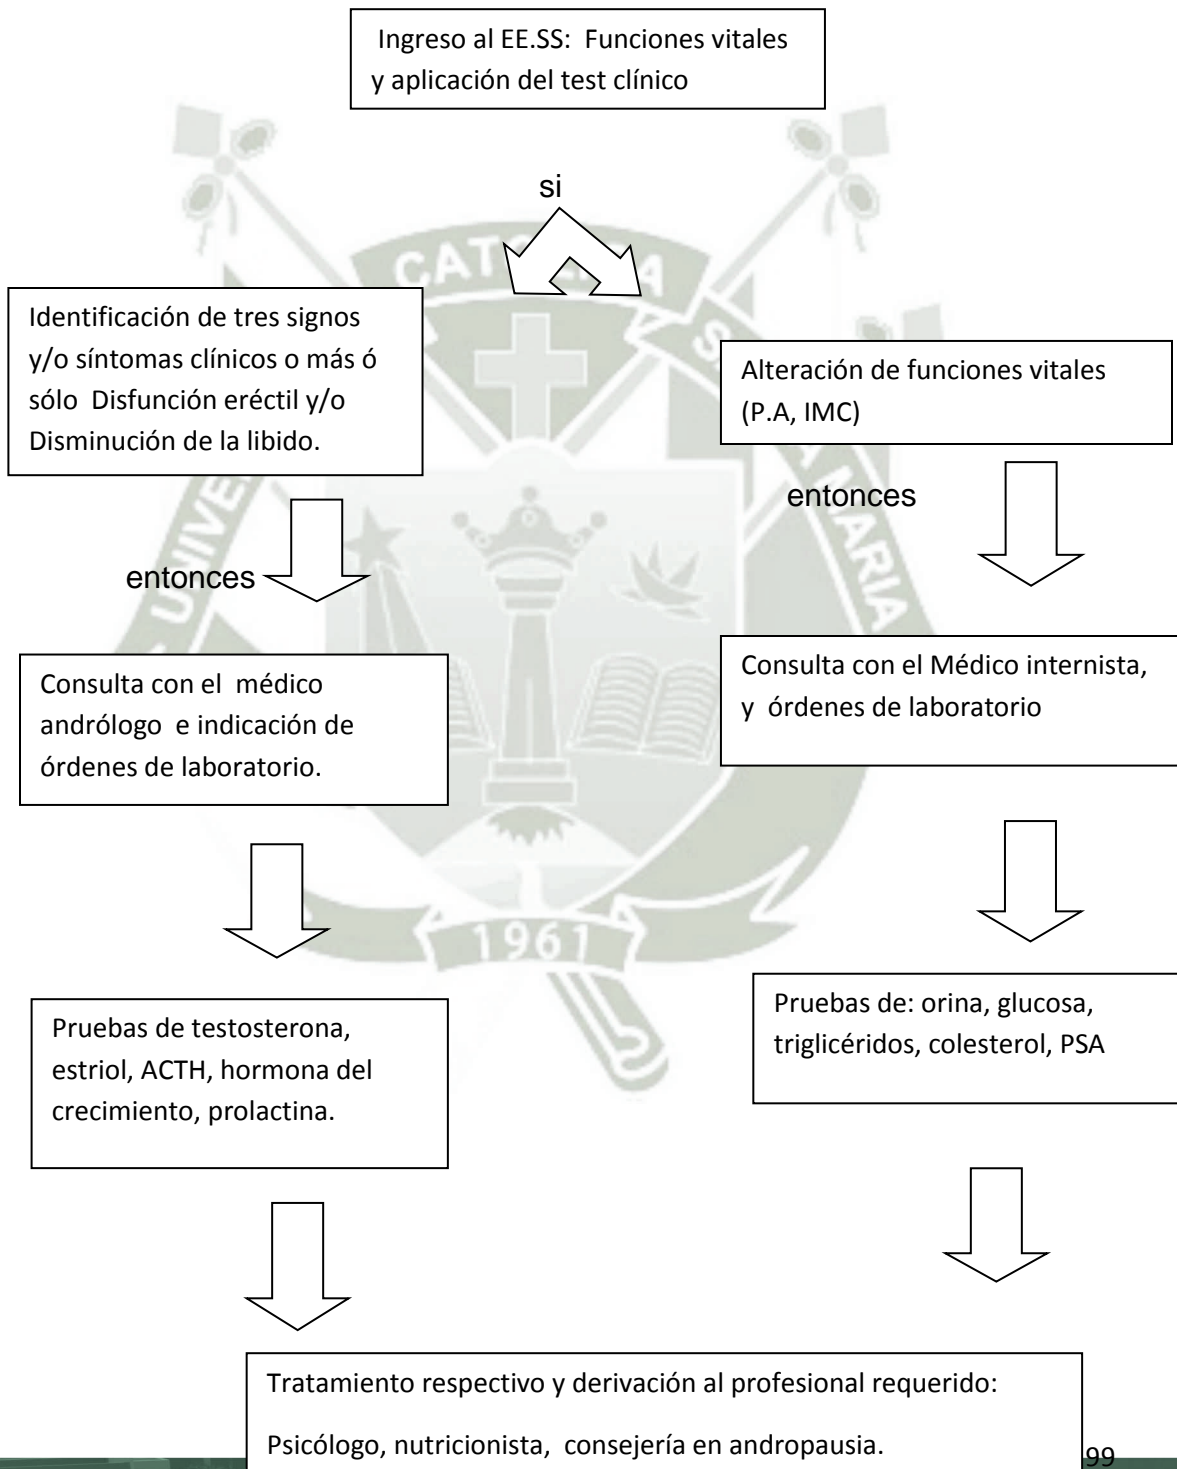 Ingreso al EE.SS: Funciones vitales
y aplicación del test clínico
si
Identificación de tres signos
y/o síntomas clínicos o más ó
sólo Disfunción eréctil y/o
Disminución de la libido.
Alteración de funciones vitales
(P.A, IMC)
entonces
entonces
Consulta con el médico
andrólogo e indicación de
órdenes de laboratorio.
Consulta con el Médico internista,
y órdenes de laboratorio
1961
Pruebas de testosterona,
estriol, ACTH, hormona del
crecimiento, prolactina.
Pruebas de: orina, glucosa,
triglicéridos, colesterol, PSA
Tratamiento respectivo y derivación al profesional requerido:
Psicólogo, nutricionista, consejería en andropausia.
99